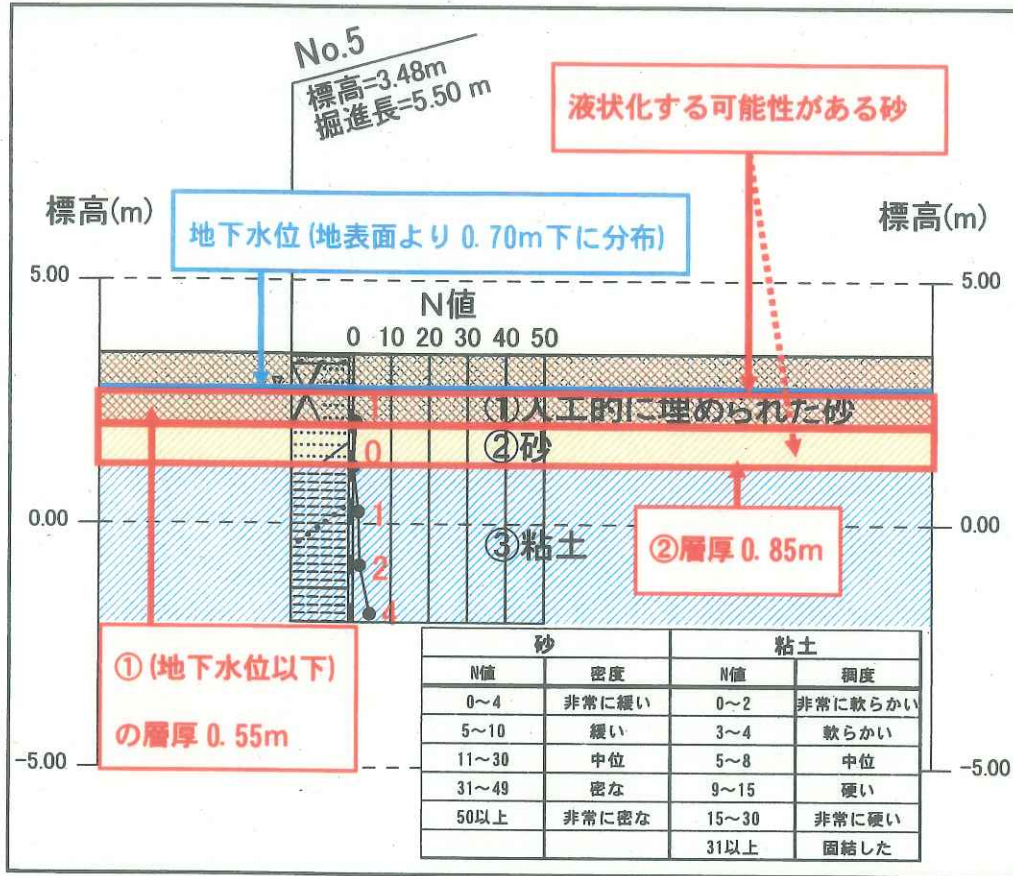 No.5
標高=3.48m
掘進長=5.50 m
液状化する可能性がある砂
標高(m)
標高(m)
地下水位(地表面より 0.70m下に分布)
5.00
5.00
N値
0 10 20 30 40 50
1
①人工的に埋められた砂
0
②砂
0.00
0.00
1
③粘土
②層厚 0.85m
2
4
①(地下水位以下)
の層厚 0.55m
砂 粘土
N値 密度 N値 稠度
0～4 非常に緩い 0～2 非常に軟らかい
5～10 緩い 3～4 軟らかい
11～30 中位 5～8 中位
31～49 密な 9～15 硬い
50以上 非常に密な 15～30 非常に硬い
31以上 固結した
-5.00
-5.00